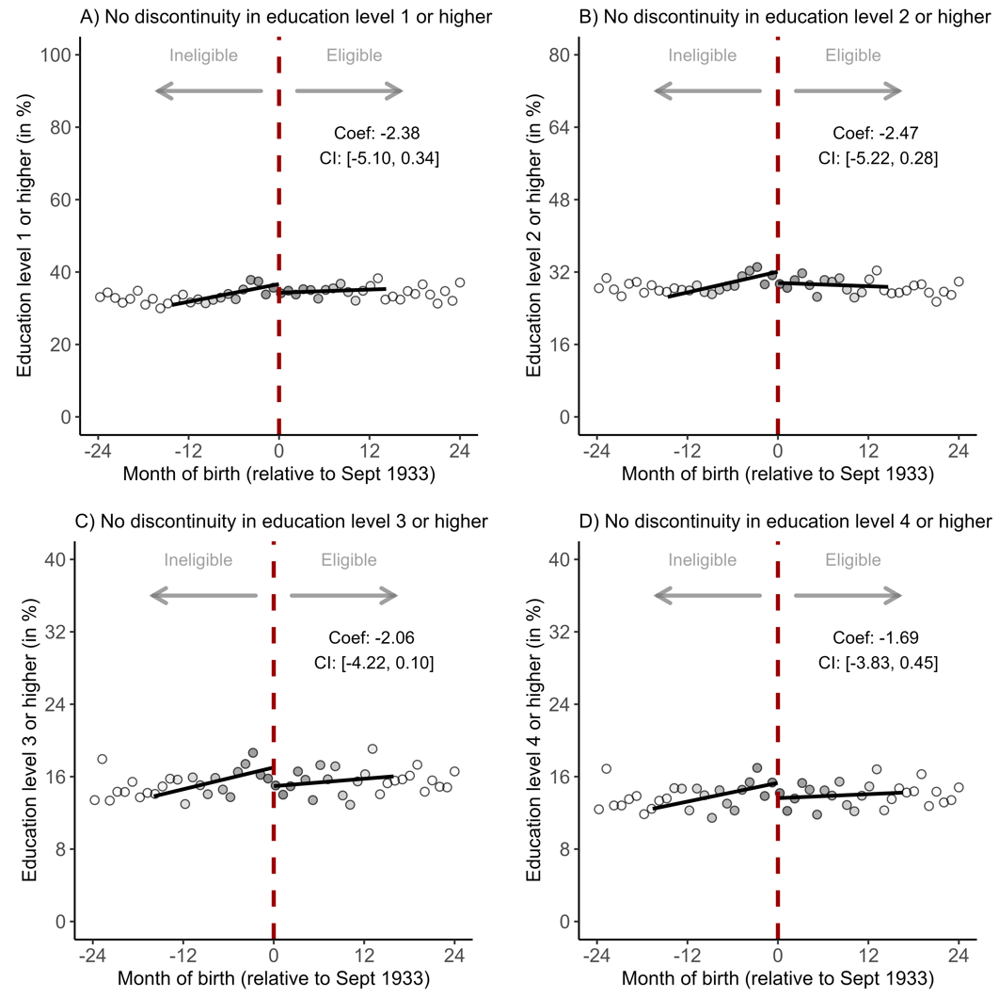 A) No discontinuity in education level 1 or higher
Ineligible
Eligible
Coef: -2.38
CI: [-5.10, 0.34]
Education level 1 or higher (in %)
100
80
60
40
20
0
-24 -12 0 12 24
Month of birth (relative to Sept 1933)
B) No discontinuity in education level 2 or higher
Ineligible
Eligible
Coef: -2.47
CI: [-5.22, 0.28]
Education level 2 or higher (in %)
80
64
48
32
16
0
-24 -12 0 12 24
Month of birth (relative to Sept 1933)
C) No discontinuity in education level 3 or higher
Ineligible
Eligible
Coef: -2.06
CI: [-4.22, 0.10]
Education level 3 or higher (in %)
40
32
24
16
8
0
-24 -12 0 12 24
Month of birth (relative to Sept 1933)
D) No discontinuity in education level 4 or higher
Ineligible
Eligible
Coef: -1.69
CI: [-3.83, 0.45]
Education level 4 or higher (in %)
40
32
24
16
8
0
-24 -12 0 12 24
Month of birth (relative to Sept 1933)